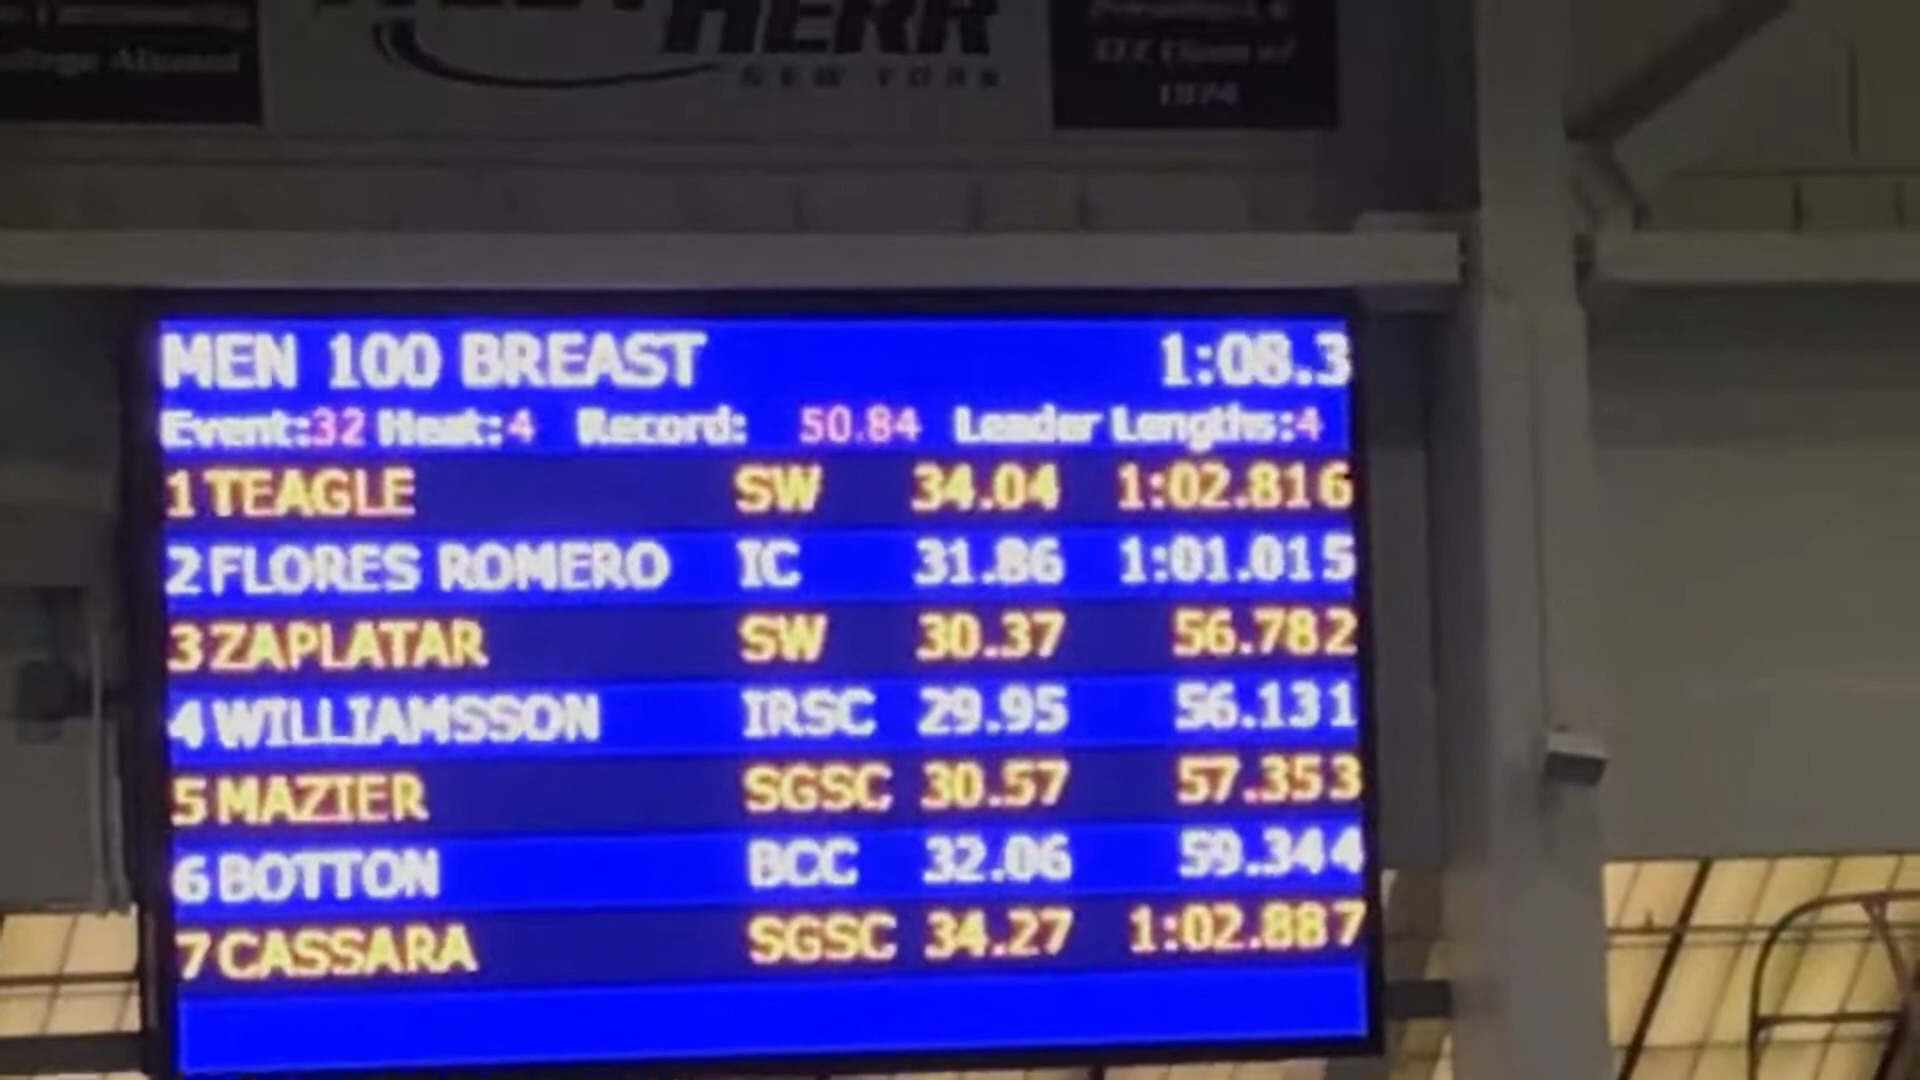 HERR
NEW YORK
1974
MEN 100 BREAST 1:08.3
Event:32 Heat:4 Record: 50.84 Leader Lengths:4
1 TEAGLE SW 34.04 1:02.816
2 FLORES ROMERO IC 31.86 1:01.015
3 ZAPLATAR SW 30.37 56.782
4 WILLIAMSSON IRSC 29.95 56.131
5 MAZIER SGSC 30.57 57.353
6 BOTTON BCC 32.06 59.344
7 CASSARA SGSC 34.27 1:02.887